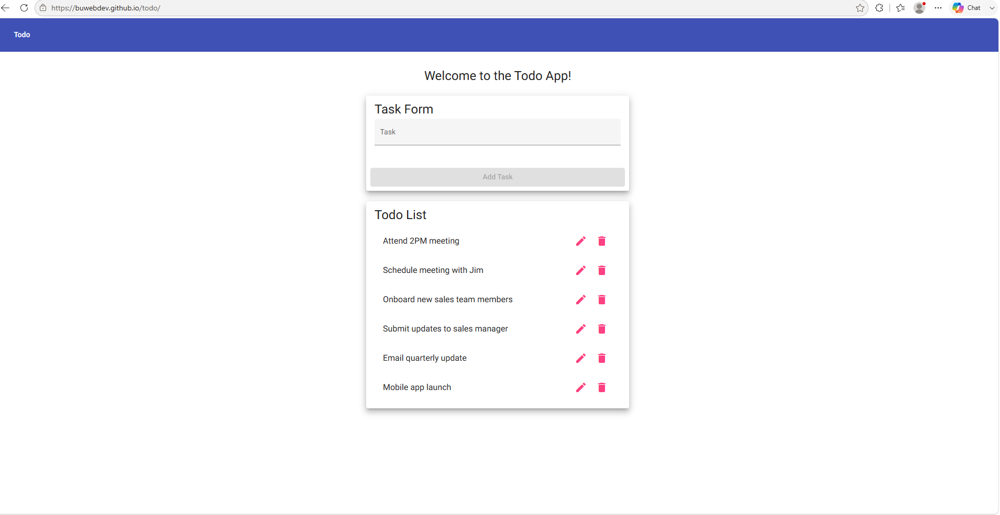 https://buwebdev.github.io/todo/
Chat
Todo
Welcome to the Todo App!
Task Form
Task
Add Task
Todo List
Attend 2PM meeting
Schedule meeting with Jim
Onboard new sales team members
Submit updates to sales manager
Email quarterly update
Mobile app launch